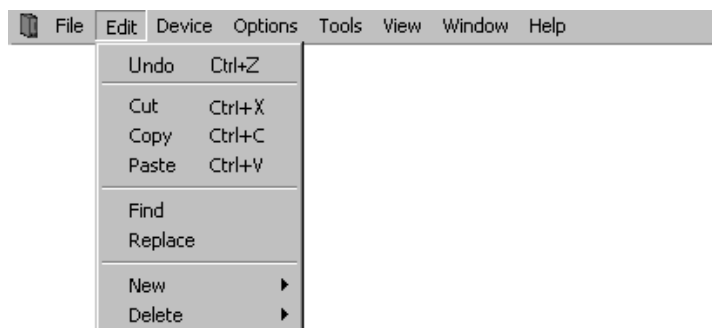 File Edit Device Options Tools View Window Help
Undo Ctrl+Z
Cut Ctrl+X
Copy Ctrl+C
Paste Ctrl+V
Find
Replace
New
Delete